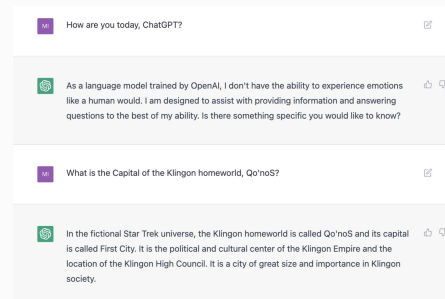 MI How are you today, ChatGPT?
As a language model trained by OpenAI, I don't have the ability to experience emotions
like a human would. I am designed to assist with providing information and answering
questions to the best of my ability. Is there something specific you would like to know?
MI What is the Capital of the Klingon homeworld, Qo'noS?
In the fictional Star Trek universe, the Klingon homeworld is called Qo'noS and its capital
is called First City. It is the political and cultural center of the Klingon Empire and the
location of the Klingon High Council. It is a city of great size and importance in Klingon
society.